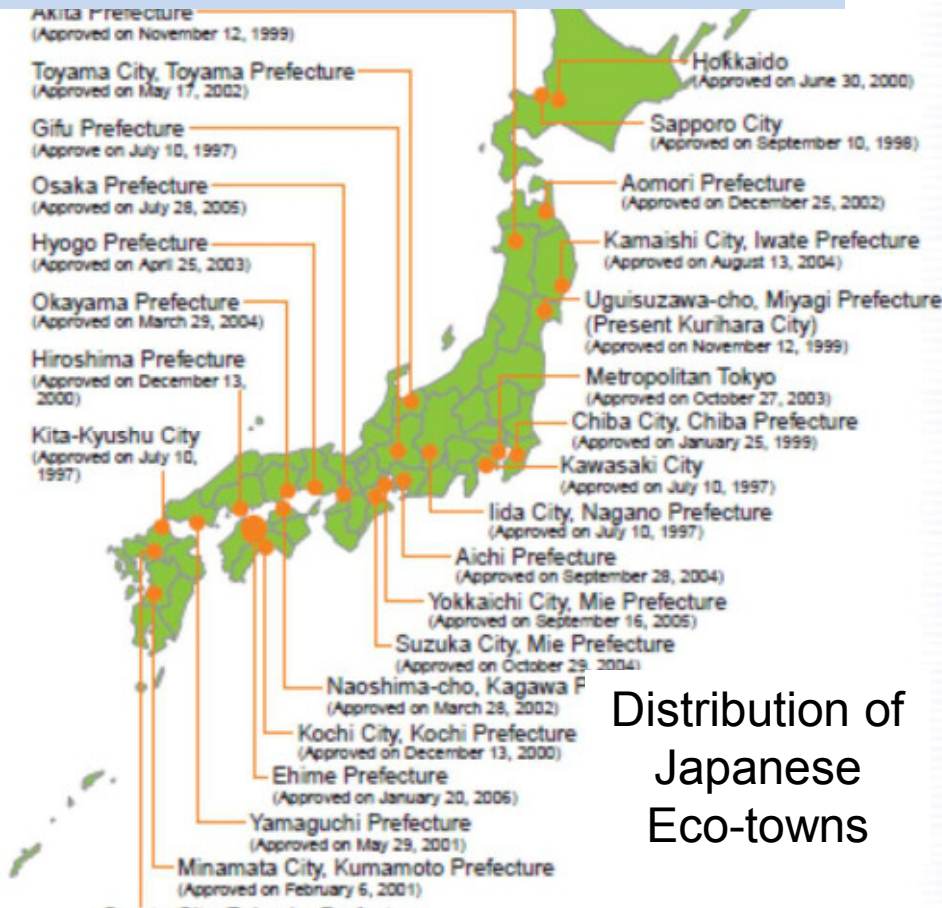 Akita Prefecture
(Approved on November 12, 1999)
Toyama City, Toyama Prefecture
(Approved on May 17, 2002)
Gifu Prefecture
(Approve on July 10, 1997)
Osaka Prefecture
(Approved on July 28, 2005)
Hyogo Prefecture
(Approved on April 25, 2003)
Okayama Prefecture
(Approved on March 29, 2004)
Hiroshima Prefecture
(Approved on December 13,
2000)
Kita-Kyushu City
(Approved on July 10,
1997)
Hokkaido
(Approved on June 30, 2000)
Sapporo City
(Approved on September 10, 1998)
Aomori Prefecture
(Approved on December 25, 2002)
Kamaishi City, Iwate Prefecture
(Approved on August 13, 2004)
Uguisuzawa-cho, Miyagi Prefecture
(Present Kurihara City)
(Approved on November 12, 1999)
Metropolitan Tokyo
(Approved on October 27, 2003)
Chiba City, Chiba Prefecture
(Approved on January 25, 1999)
Kawasaki City
(Approved on July 10, 1997)
Iida City, Nagano Prefecture
(Approved on July 10, 1997)
Aichi Prefecture
(Approved on September 28, 2004)
Yokkaichi City, Mie Prefecture
(Approved on September 16, 2005)
Suzuka City, Mie Prefecture
(Approved on October 29, 2004)
Naoshima-cho, Kagawa P
(Approved on March 28, 2002)
Kochi City, Kochi Prefecture
(Approved on December 13, 2000)
Ehime Prefecture
(Approved on January 20, 2006)
Yamaguchi Prefecture
(Approved on May 29, 2001)
Minamata City, Kumamoto Prefecture
(Approved on February 6, 2001)
Distribution of
Japanese
Eco-towns